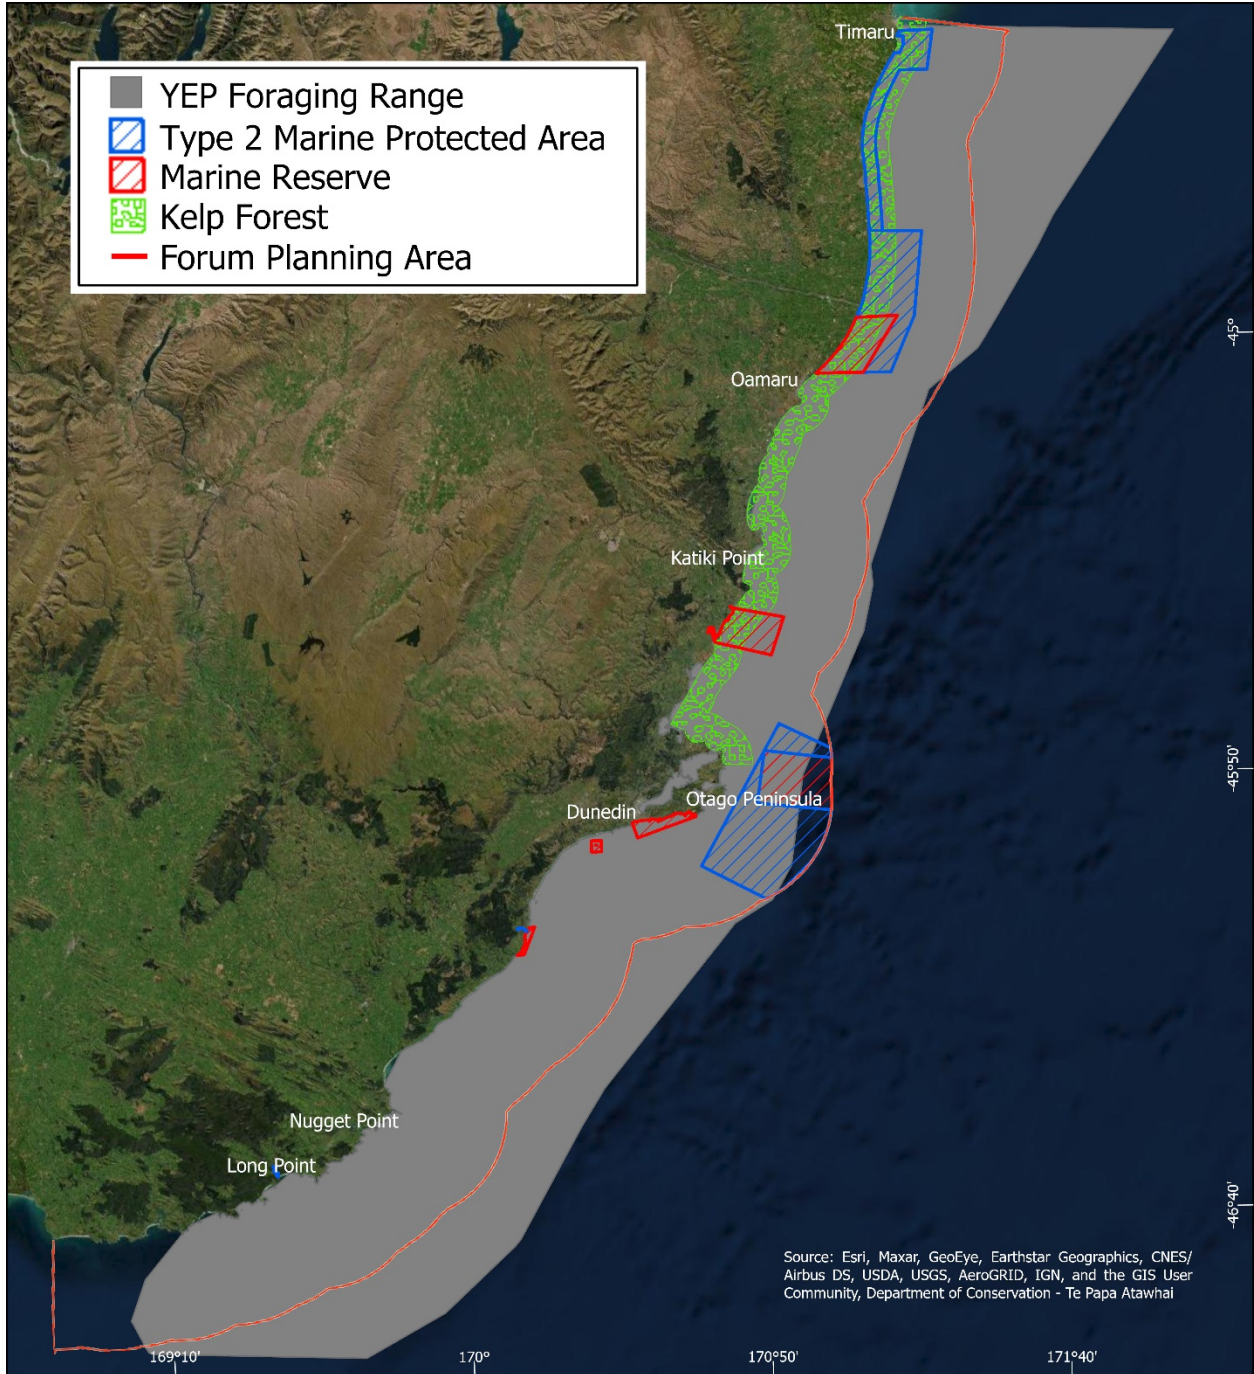 Timaru
YEP Foraging Range
Type 2 Marine Protected Area
Marine Reserve
Kelp Forest
Forum Planning Area
-45°
Oamaru
Katiki Point
-45°50'
Otago Peninsula
Dunedin
Nugget Point
Long Point
-46°40'
Source: Esri, Maxar, GeoEye, Earthstar Geographics, CNES/
Airbus DS, USDA, USGS, AeroGRID, IGN, and the GIS User
Community, Department of Conservation - Te Papa Atawhai
169°10'
170°
170°50'
171°40'